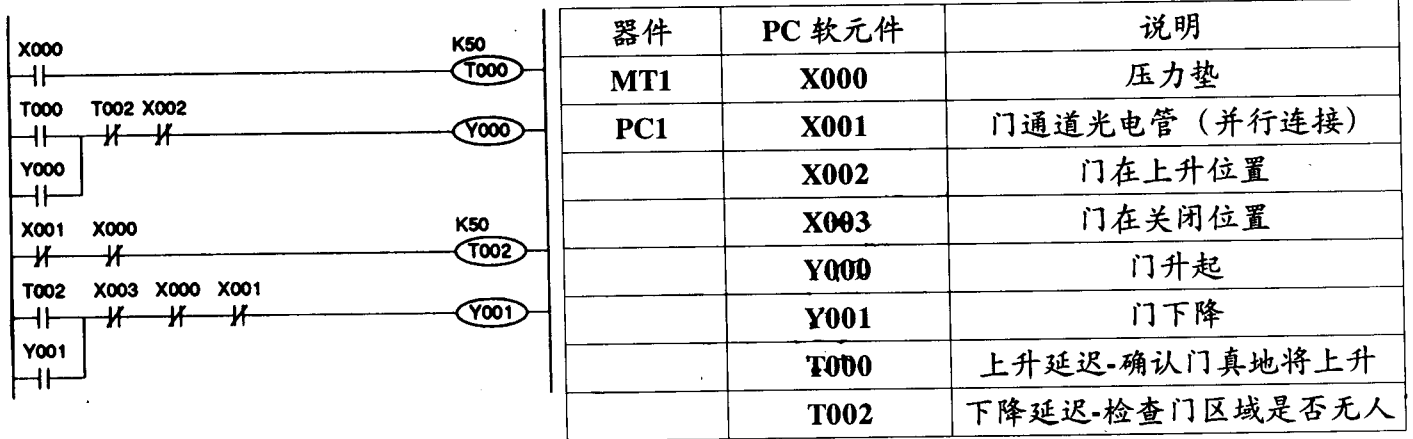 X000
K50
T000
T000 T002 X002
Y000
Y000
X001 X000
K50
T002
T002 X003 X000 X001
Y001
Y001
器件 PC 软元件 说明
MT1 X000 压力垫
PC1 X001 门通道光电管（并行连接）
X002 门在上升位置
X003 门在关闭位置
Y000 门升起
Y001 门下降
T000 上升延迟-确认门真地将上升
T002 下降延迟-检查门区域是否无人